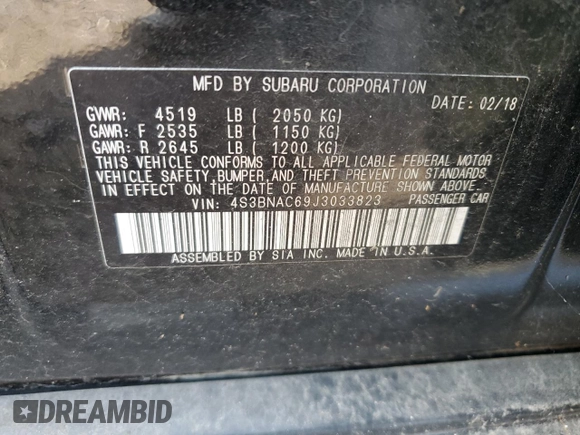 MFD BY SUBARU CORPORATION
DATE: 02/18
GVWR: 4519 LB ( 2050 KG)
GAWR: F 2535 LB ( 1150 KG)
GAWR: R 2645 LB ( 1200 KG)
THIS VEHICLE CONFORMS TO ALL APPLICABLE FEDERAL MOTOR
VEHICLE SAFETY, BUMPER, AND THEFT PREVENTION STANDARDS
IN EFFECT ON THE DATE OF MANUFACTURE SHOWN ABOVE.
VIN: 4S3BNAC69J3033823 PASSENGER CAR
ASSEMBLED BY SIA INC. MADE IN U.S.A.
DREAMBID